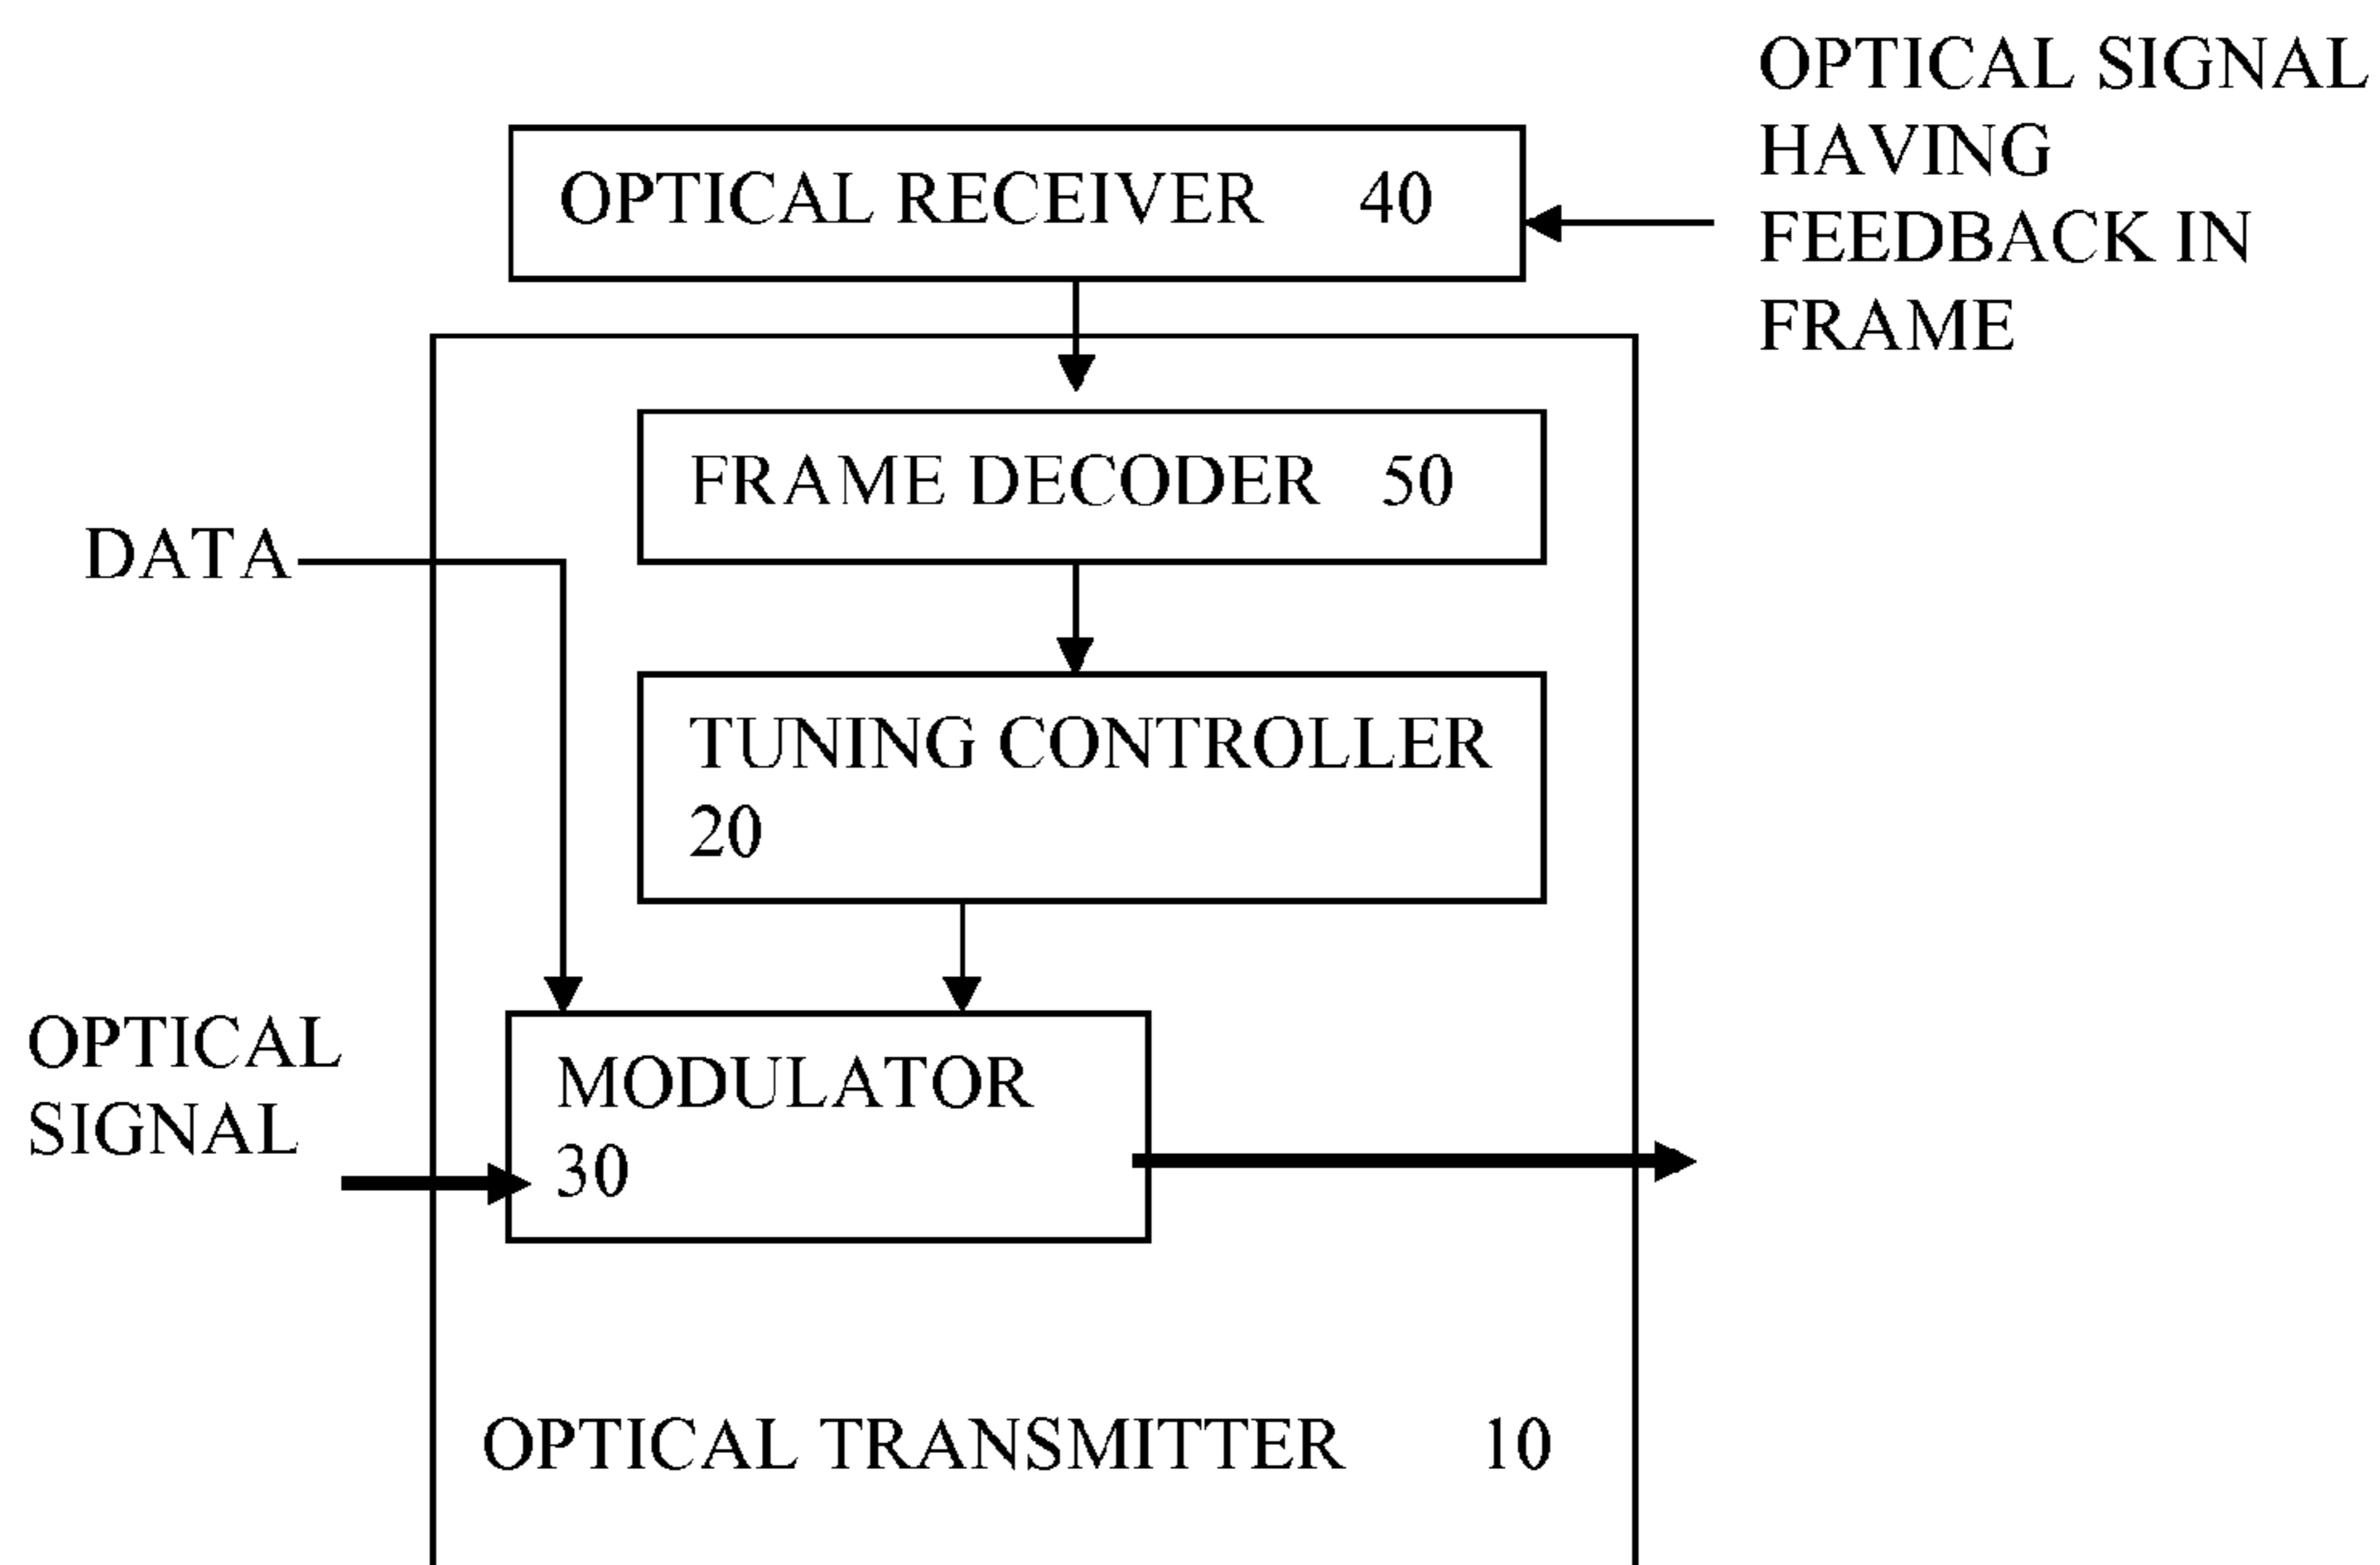 OPTICAL SIGNAL
HAVING
FEEDBACK IN
FRAME
OPTICAL RECEIVER 40
FRAME DECODER 50
DATA
TUNING CONTROLLER
20
OPTICAL
SIGNAL
MODULATOR
30
OPTICAL TRANSMITTER 10